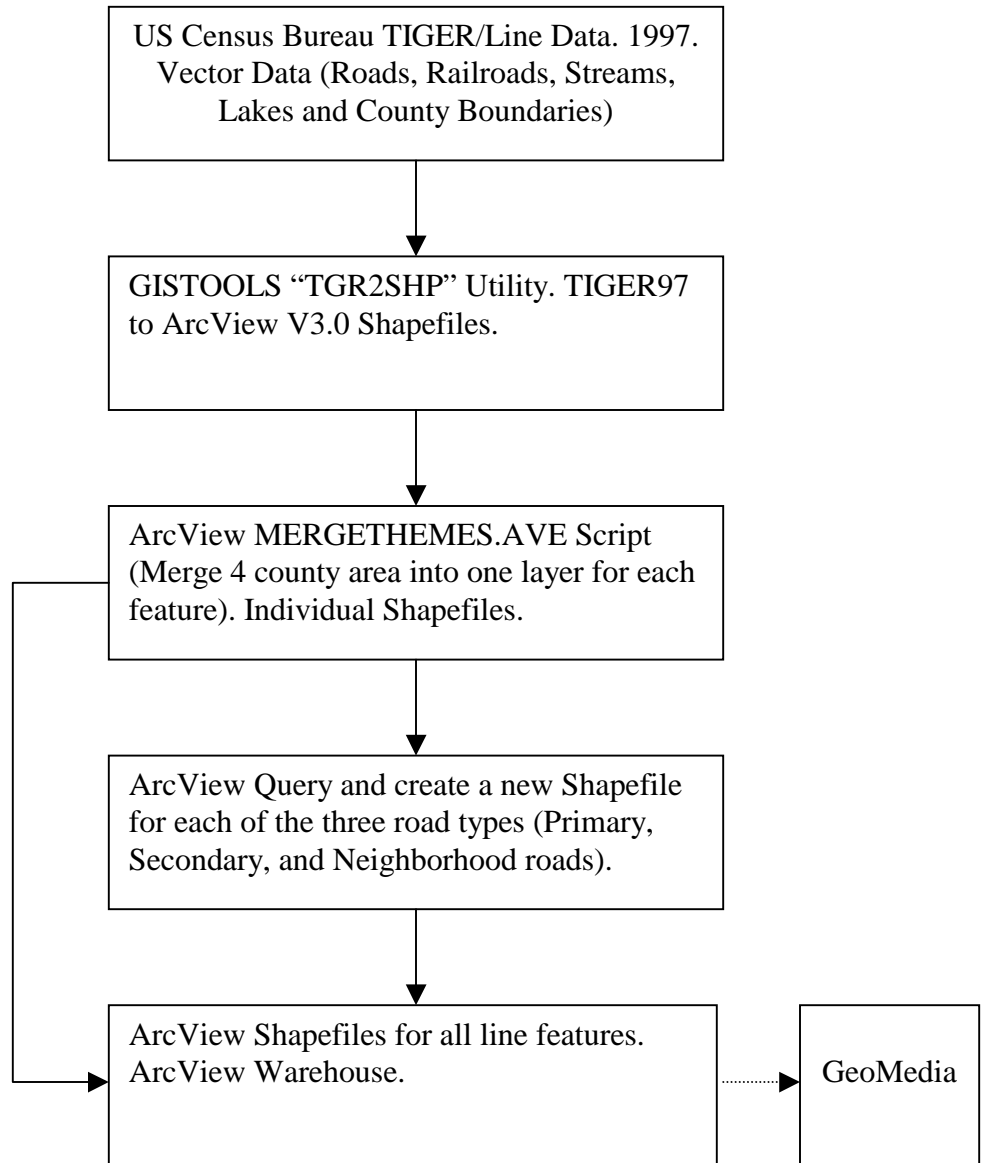 US Census Bureau TIGER/Line Data. 1997.
Vector Data (Roads, Railroads, Streams,
Lakes and County Boundaries)
GISTOOLS “TGR2SHP” Utility. TIGER97
to ArcView V3.0 Shapefiles.
ArcView MERGETHEMES.AVE Script
(Merge 4 county area into one layer for each
feature). Individual Shapefiles.
ArcView Query and create a new Shapefile
for each of the three road types (Primary,
Secondary, and Neighborhood roads).
ArcView Shapefiles for all line features.
ArcView Warehouse.
GeoMedia